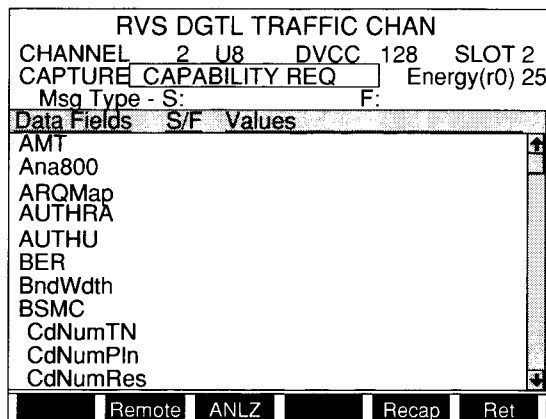 RVS DGTL TRAFFIC CHAN
CHANNEL 2 U8 DVCC 128 SLOT 2
CAPTURE CAPABILITY REQ Energy(r0) 25
Msg Type - S: F:
Data Fields S/F Values
AMT
Ana800
ARQMap
AUTHRA
AUTHU
BER
BndWdth
BSMC
CdNumTN
CdNumPln
CdNumRes
Remote ANLZ Recap Ret